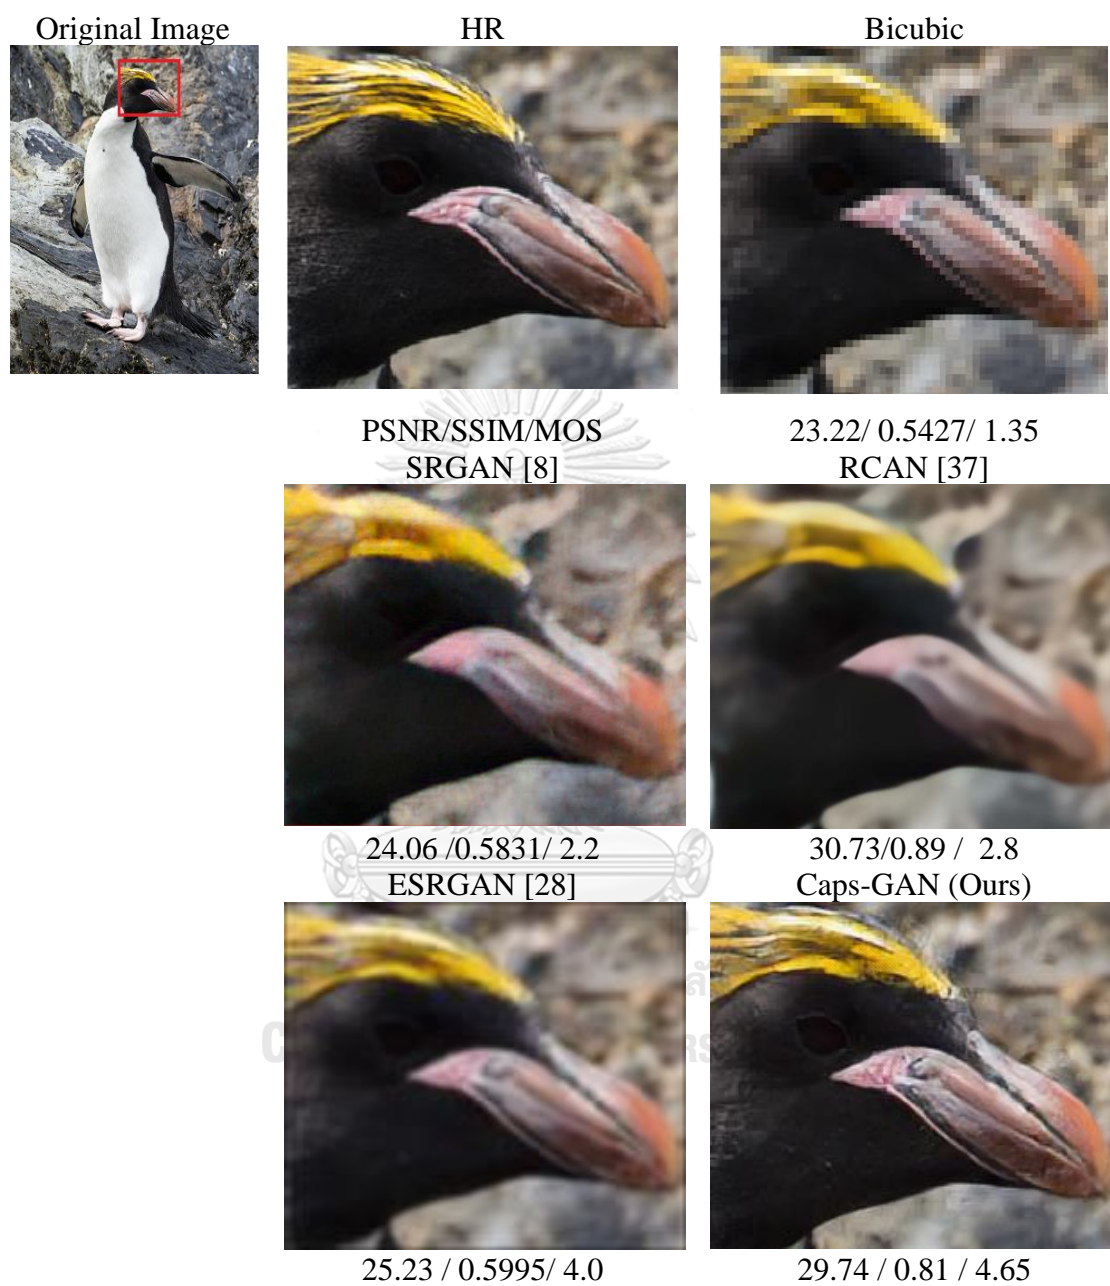 Original Image HR Bicubic
PSNR/SSIM/MOS 23.22/ 0.5427/ 1.35
SRGAN [8] RCAN [37]
24.06 /0.5831/ 2.2 30.73/0.89 / 2.8
ESRGAN [28] Caps-GAN (Ours)
25.23 / 0.5995/ 4.0 29.74 / 0.81 / 4.65